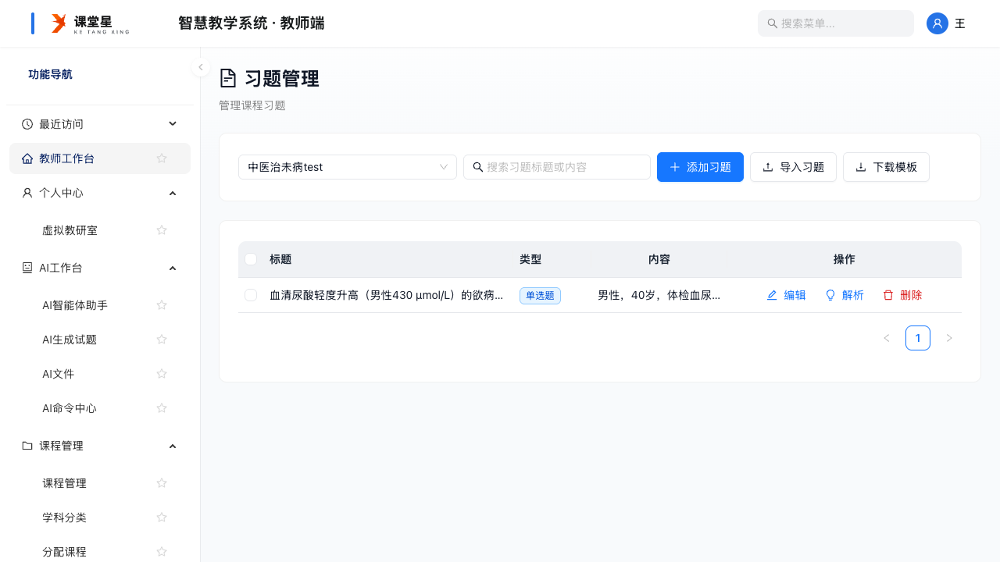 课堂星
KE TANG XING
智慧教学系统 · 教师端
搜索菜单...
王
功能导航
最近访问
教师工作台
个人中心
虚拟教研室
AI工作台
AI智能体助手
AI生成试题
AI文件
AI命令中心
课程管理
课程管理
学科分类
分配课程
习题管理
管理课程习题
中医治未病test
搜索习题标题或内容
添加习题
导入习题
下载模板
标题 类型 内容 操作
血清尿酸轻度升高（男性430 μmol/L）的欲病... 单选题 男性，40岁，体检血尿... 编辑 解析 删除
1